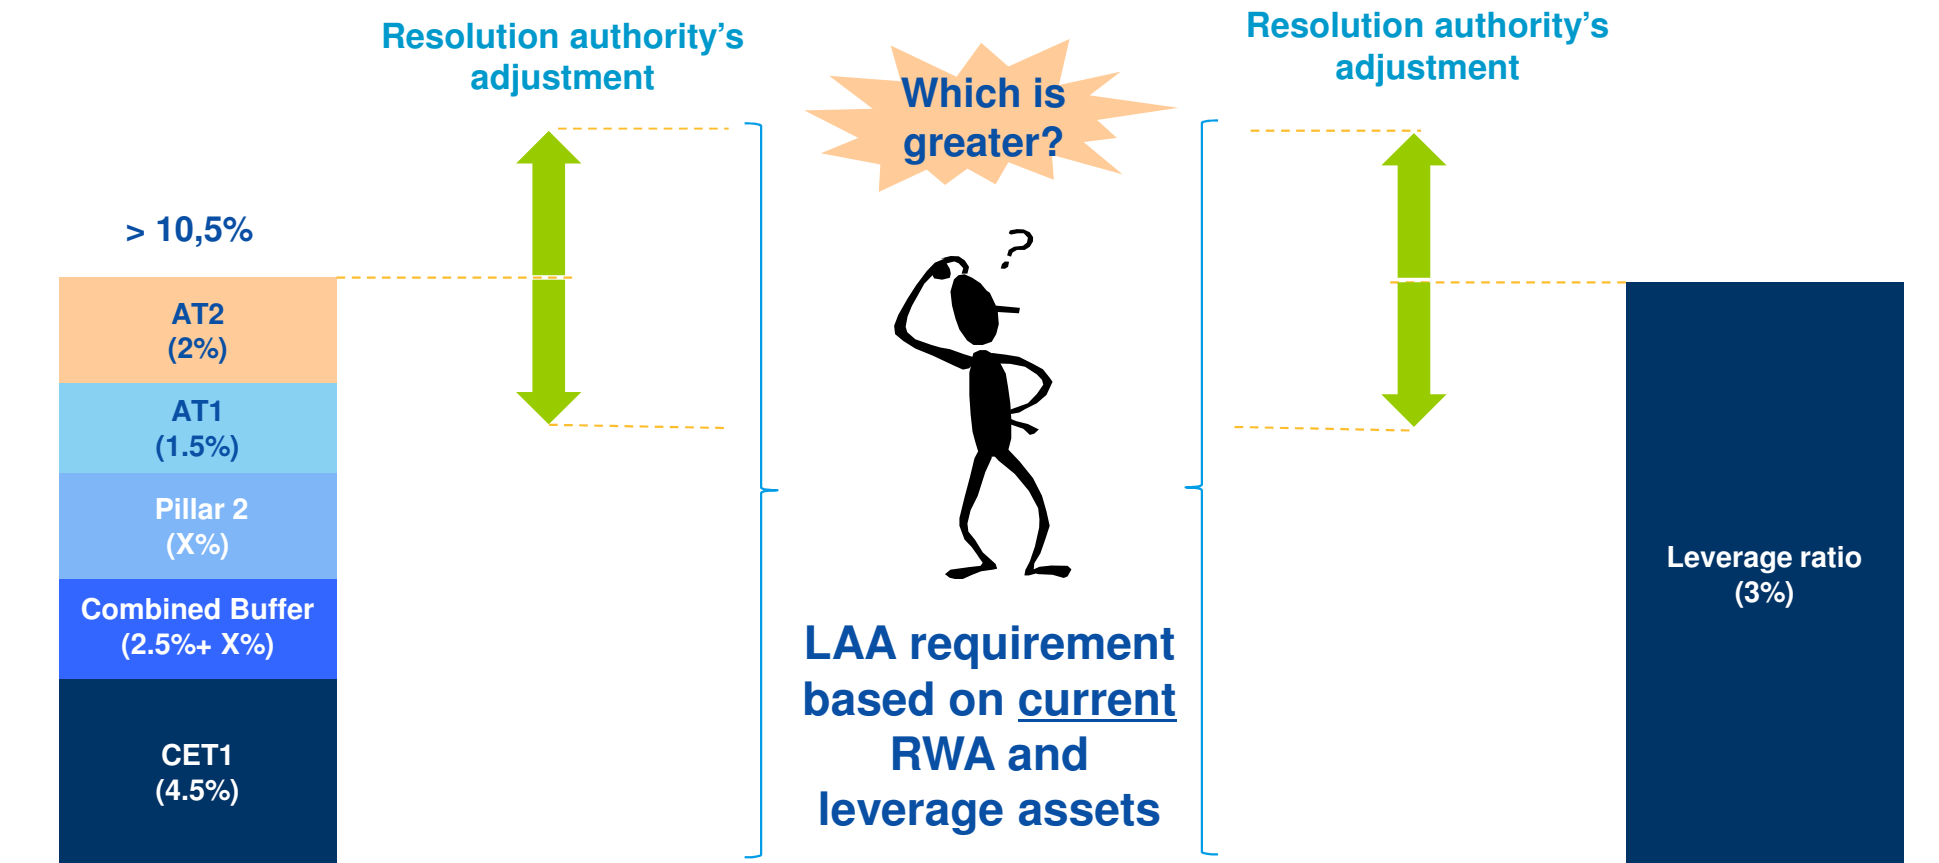 Resolution authority’s
adjustment
> 10,5%
AT2
(2%)
AT1
(1.5%)
Pillar 2
(X%)
Combined Buffer
(2.5%+ X%)
CET1
(4.5%)
Which is
greater?
?
LAA requirement
based on current
RWA and
leverage assets
Resolution authority’s
adjustment
Leverage ratio
(3%)